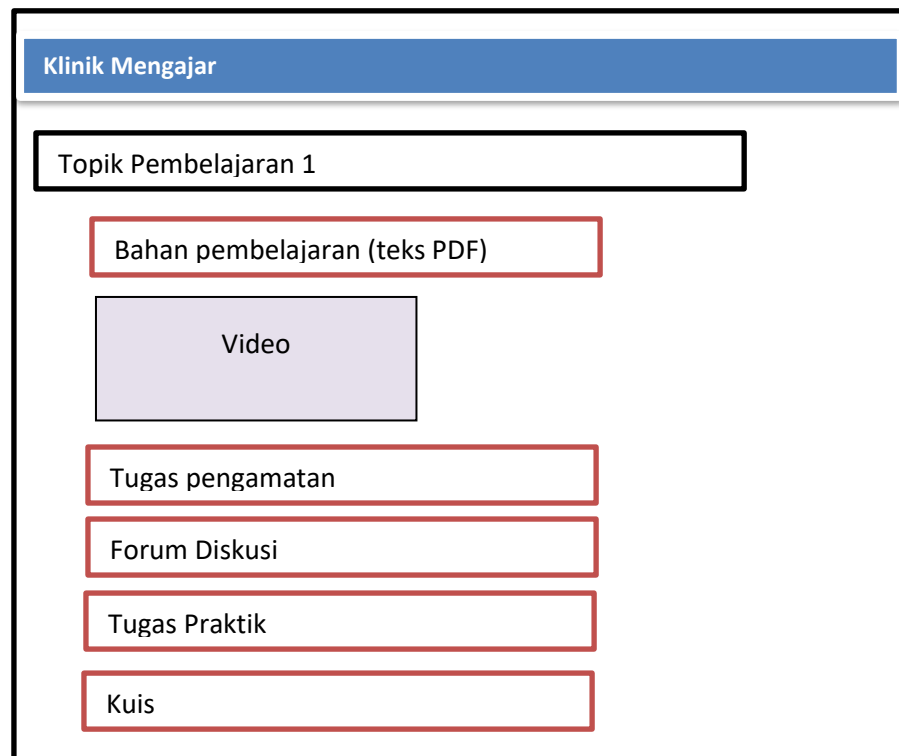 Klinik Mengajar
Topik Pembelajaran 1
Bahan pembelajaran (teks PDF)
Video
Tugas pengamatan
Forum Diskusi
Tugas Praktik
Kuis